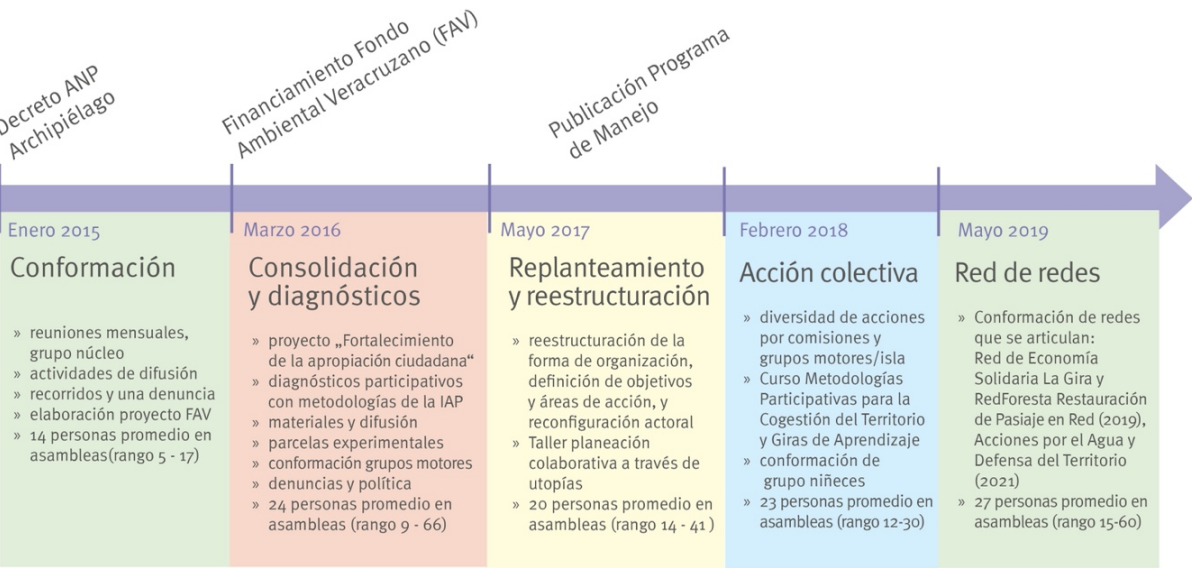 Decreto ANP
Archipiélago
Financiamiento Fondo
Ambiental Veracruzano (FAV)
Publicación Programa
de Manejo
Enero 2015
Conformación
» reuniones mensuales,
grupo núcleo
» actividades de difusión
» recorridos y una denuncia
» elaboración proyecto FAV
» 14 personas promedio en
asambleas(rango 5 - 17)
Marzo 2016
Consolidación
y diagnósticos
» proyecto „Fortalecimiento
de la apropiación ciudadana“
» diagnósticos participativos
con metodologías de la IAP
» materiales y difusión
» parcelas experimentales
» conformación grupos motores
» denuncias y política
» 24 personas promedio en
asambleas (rango 9 - 66)
Mayo 2017
Replanteamiento
y reestructuración
» reestructuración de la
forma de organización,
definición de objetivos
y áreas de acción, y
reconfiguración actoral
» Taller planeación
colaborativa a través de
utopías
» 20 personas promedio en
asambleas (rango 14 - 41 )
Febrero 2018
Acción colectiva
» diversidad de acciones
por comisiones y
grupos motores/isla
» Curso Metodologías
Participativas para la
Cogestión del Territorio
y Giras de Aprendizaje
» conformación de
grupo niñeces
» 23 personas promedio en
asambleas (rango 12-30)
Mayo 2019
Red de redes
» Conformación de redes
que se articulan:
Red de Economía
Solidaria La Gira y
RedForesta Restauración
de Pasiaje en Red (2019),
Acciones por el Agua y
Defensa del Territorio
(2021)
» 27 personas promedio en
asambleas (rango 15-60)